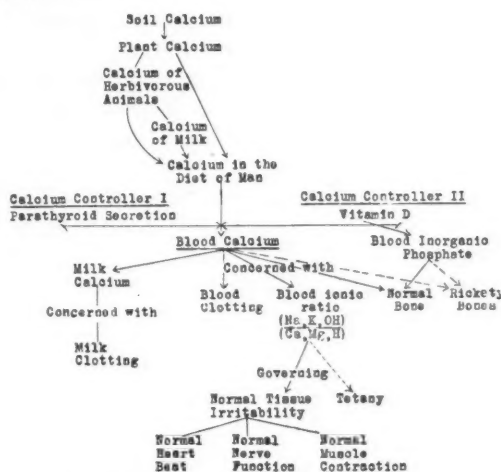 Soil Calcium
Plant Calcium
Calcium of
Herbivorous
Animals
Calcium
of Milk
Calcium in the
Diet of Man
Calcium Controller I
Parathyroid Secretion
Calcium Controller II
Vitamin D
Blood Calcium
Blood Inorganic
Phosphate
Milk
Calcium
Concerned with
Blood
Clotting
Blood ionic
ratio
(Na,K,OH)
(Ca,Mg,H)
Normal
Bone
Rickety
Bones
Concerned with
Milk
Clotting
Governing
Normal Tissue
Irritability
Tetany
Normal
Heart
Beat
Normal
Nerve
Function
Normal
Muscle
Contraction